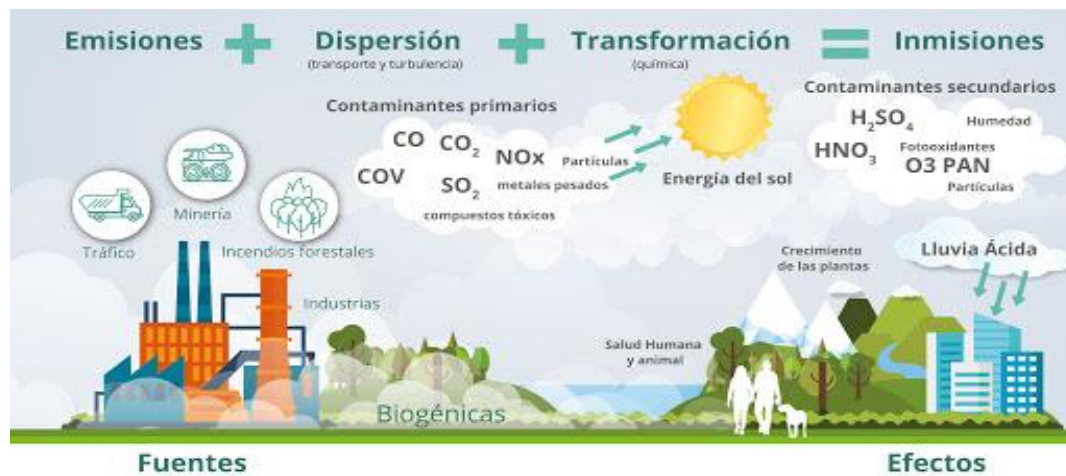 Emisiones + Dispersión + Transformación = Inmisiones
(transporte y turbulencia)
(química)
Contaminantes primarios
CO CO₂ NOx Partículas
COV SO₂ metales pesados
compuestos tóxicos
Energía del sol
Contaminantes secundarios
H₂SO₄ Humedad
HNO₃ Fotooxidantes
O3 PAN
Partículas
Minería
Tráfico
Incendios forestales
Industrias
Biogénicas
Crecimiento
de las plantas
Lluvia Ácida
Salud Humana
y animal
Fuentes
Efectos